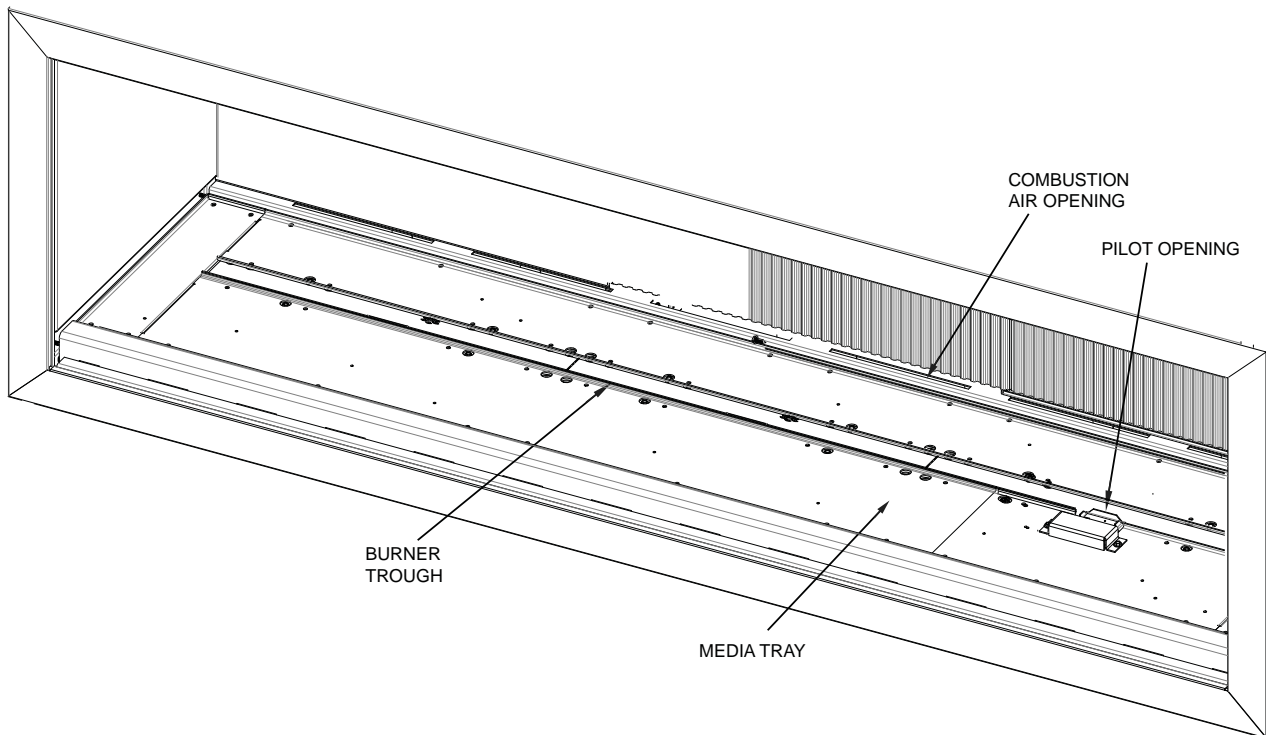 COMBUSTION
AIR OPENING
PILOT OPENING
BURNER
TROUGH
MEDIA TRAY